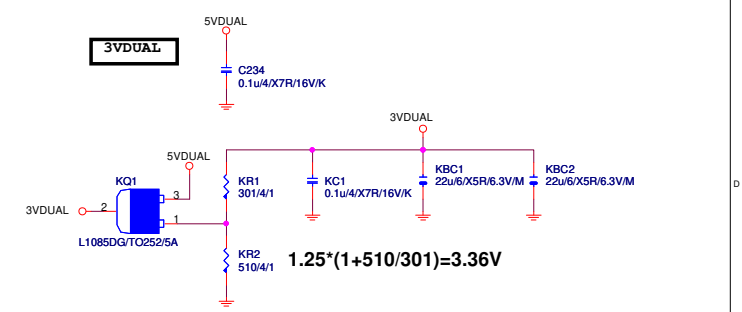 5VDUAL
3VDUAL
C234
0.1u/4/X7R/16V/K
3VDUAL
5VDUAL
KQ1
3
2
1
3VDUAL
L1085DG/TO252/5A
KR1
301/4/1
KC1
0.1u/4/X7R/16V/K
KBC1
22u/6/X5R/6.3V/M
KBC2
22u/6/X5R/6.3V/M
D
KR2
510/4/1
1.25*(1+510/301)=3.36V